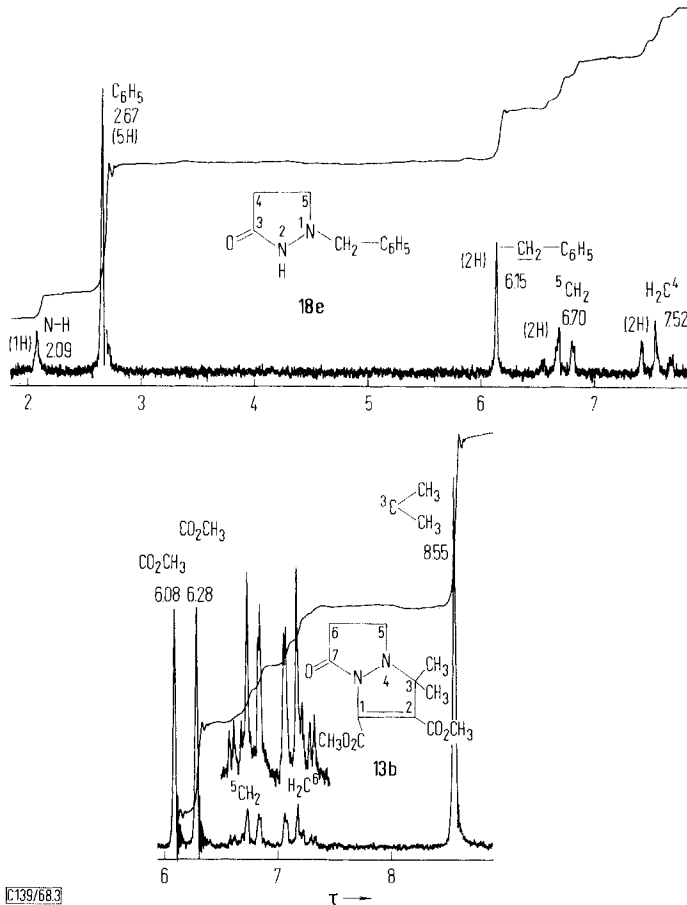 C6H5
2.67
(5H)
N-H
(1H) 2.09
4 5
3 2 1
O N N-CH2-C6H5
H
18e
(2H) CH2-C6H5
6.15
5CH2
(2H) 6.70
H2C4
(2H) 7.52
2 3 4 5 6 7
CO2CH3
6.08
CO2CH3
6.28
3C CH3
CH3
8.55
6 5
7 N N 4 CH3
O 3 CH3
1 2
CH3O2C CO2CH3
13b
5CH2
H2C6
6 7 8
τ →
C139/68.3